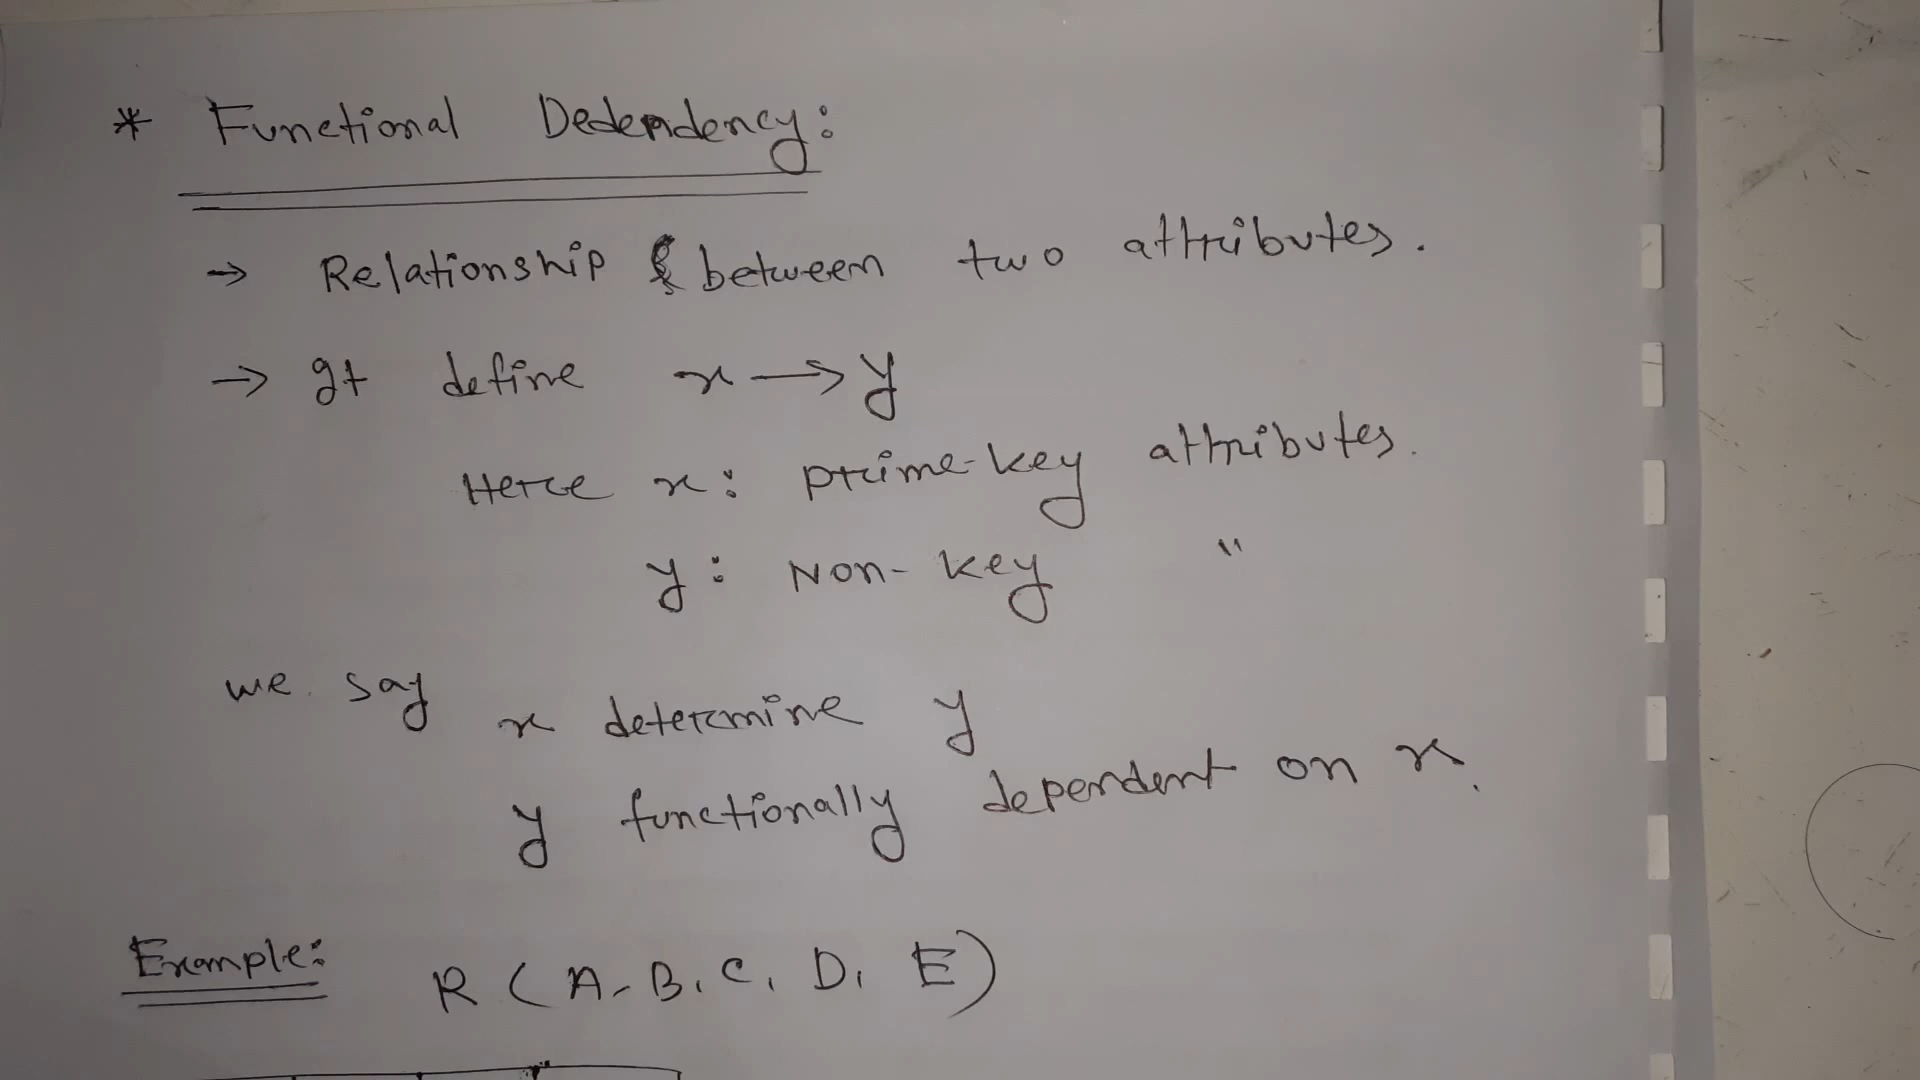 * Functional Dedendency:
→ Relationship between two attributes.
→ It define x → y
Here x: prime-key attributes.
y: Non-key "
we say
x determine y
y functionally dependent on x.
Example: R (A, B, C, D, E)